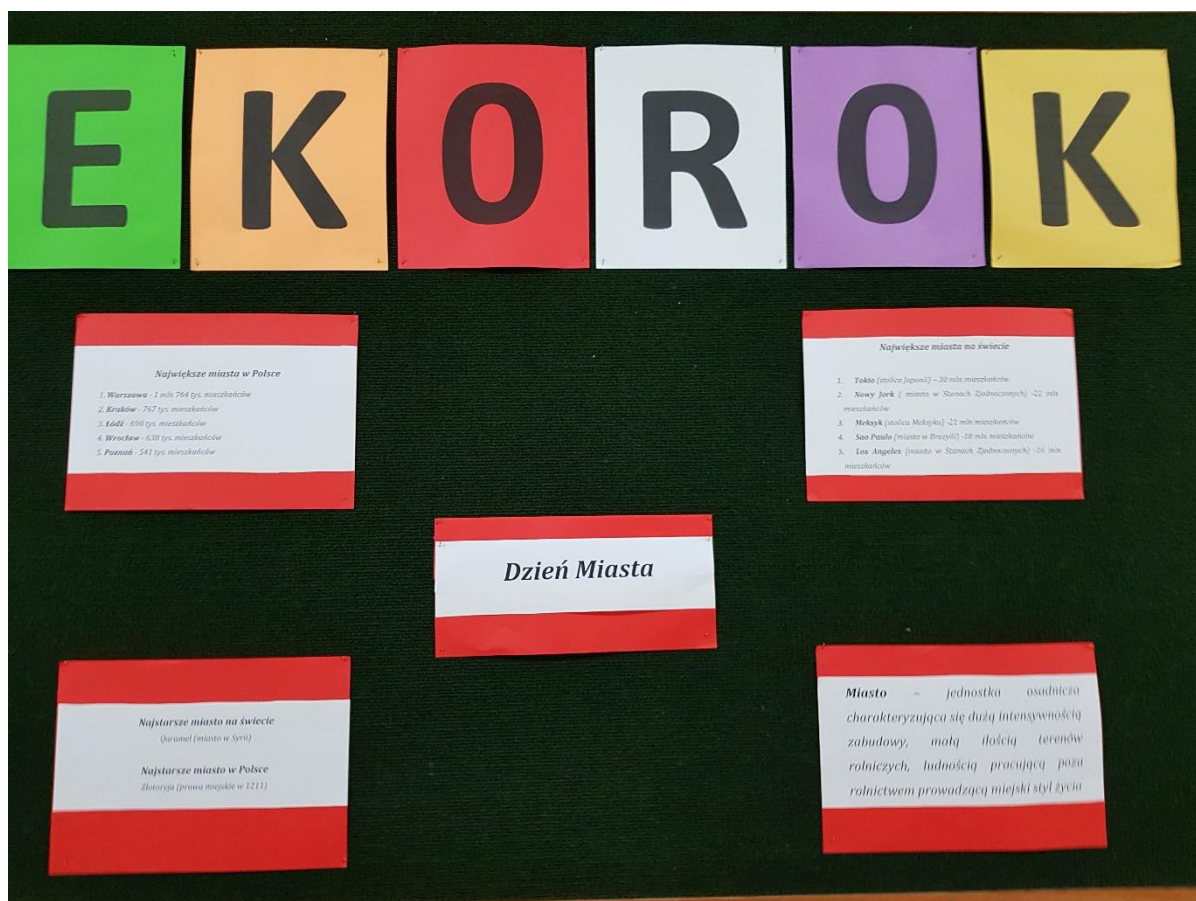 EKOROK
Największe miasta w Polsce
1. Warszawa - 1 mln 764 tys. mieszkańców
2. Kraków - 767 tys. mieszkańców
3. Łódź - 690 tys. mieszkańców
4. Wrocław - 638 tys. mieszkańców
5. Poznań - 541 tys. mieszkańców
Największe miasta na świecie
1. Tokio (stolica Japonii) – 30 mln mieszkańców
2. Nowy Jork ( miasto w Stanach Zjednoczonych) -22 mln
mieszkańców
3. Meksyk (stolica Meksyku) -21 mln mieszkańców
4. Sao Paulo (miasto w Brazylii) -18 mln mieszkańców
5. Los Angeles (miasto w Stanach Zjednoczonych) -16 mln
mieszkańców
Dzień Miasta
Najstarsze miasto na świecie
Qaramel (miasto w Syrii)
Najstarsze miasto w Polsce
Złotoryja (prawa miejskie w 1211)
Miasto – jednostka osadnicza
charakteryzująca się dużą intensywnością
zabudowy, małą ilością terenów
rolniczych, ludnością pracującą poza
rolnictwem prowadzącą miejski styl życia